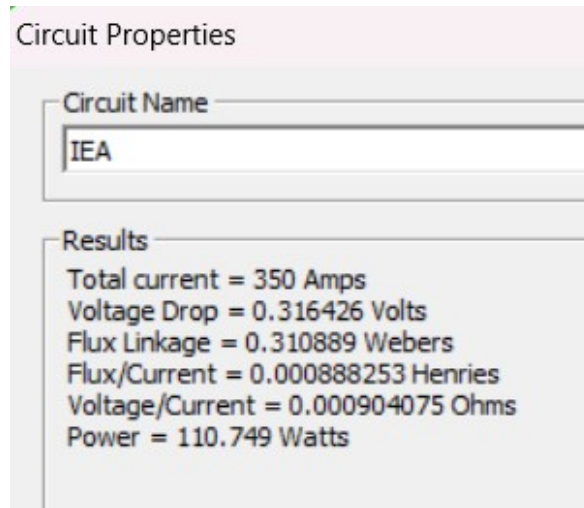 Circuit Properties
Circuit Name
IEA
Results
Total current = 350 Amps
Voltage Drop = 0.316426 Volts
Flux Linkage = 0.310889 Webers
Flux/Current = 0.000888253 Henries
Voltage/Current = 0.000904075 Ohms
Power = 110.749 Watts